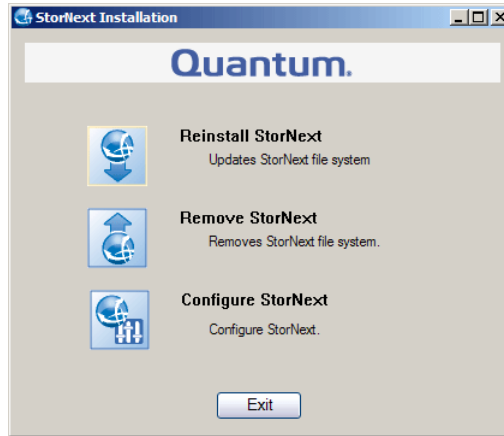 StorNext Installation
Quantum.
Reinstall StorNext
Updates StorNext file system
Remove StorNext
Removes StorNext file system.
Configure StorNext
Configure StorNext.
Exit